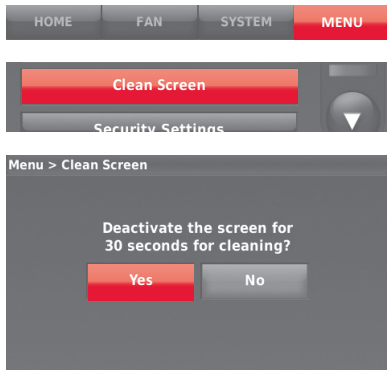 HOME FAN SYSTEM MENU
Clean Screen
Security Settings
Menu > Clean Screen
Deactivate the screen for
30 seconds for cleaning?
Yes No